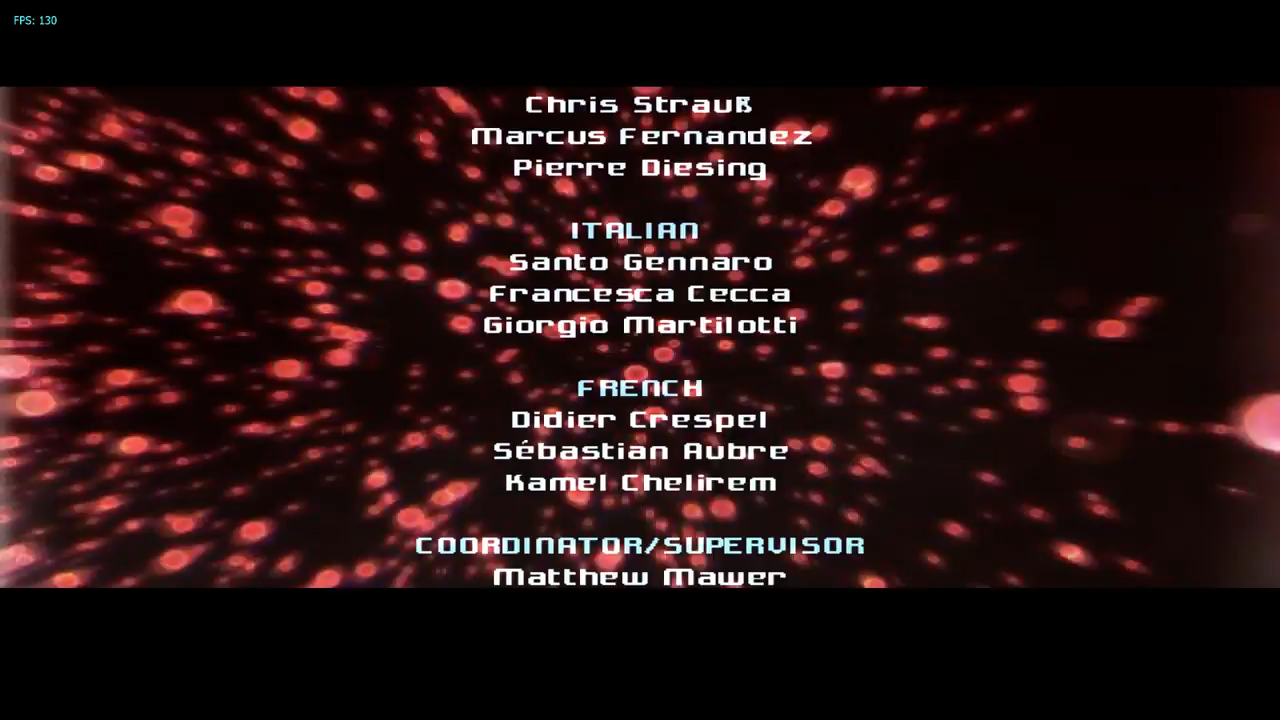 FPS: 130
Chris Strauß
Marcus Fernandez
Pierre Diesing
ITALIAN
Santo Gennaro
Francesca Cecca
Giorgio Martilotti
FRENCH
Didier Crespel
Sébastian Aubre
Kamel Chelirem
COORDINATOR/SUPERVISOR
Matthew Mawer